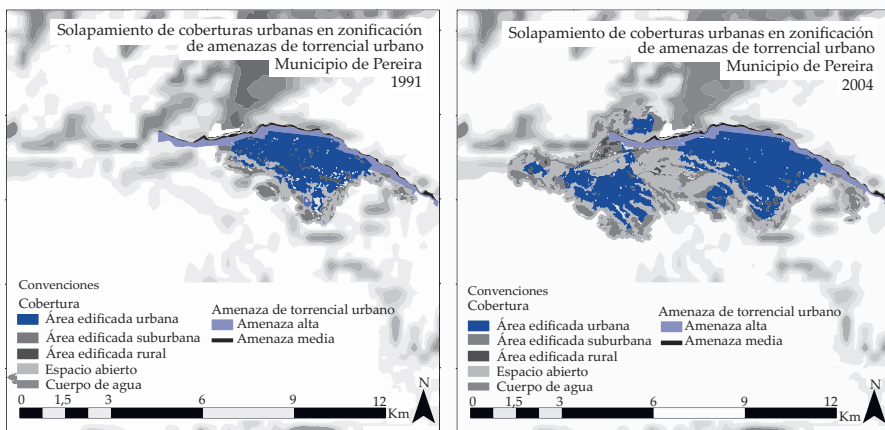 Solapamiento de coberturas urbanas en zonificación
de amenazas de torrencial urbano
Municipio de Pereira
1991
Convenciones
Cobertura
Área edificada urbana
Área edificada suburbana
Área edificada rural
Espacio abierto
Cuerpo de agua
Amenaza de torrencial urbano
Amenaza alta
Amenaza media
N
0 1,5 3 6 9 12
Km
Solapamiento de coberturas urbanas en zonificación
de amenazas de torrencial urbano
Municipio de Pereira
2004
Convenciones
Cobertura
Área edificada urbana
Área edificada suburbana
Área edificada rural
Espacio abierto
Cuerpo de agua
Amenaza de torrencial urbano
Amenaza alta
Amenaza media
N
0 1,5 3 6 9 12
Km